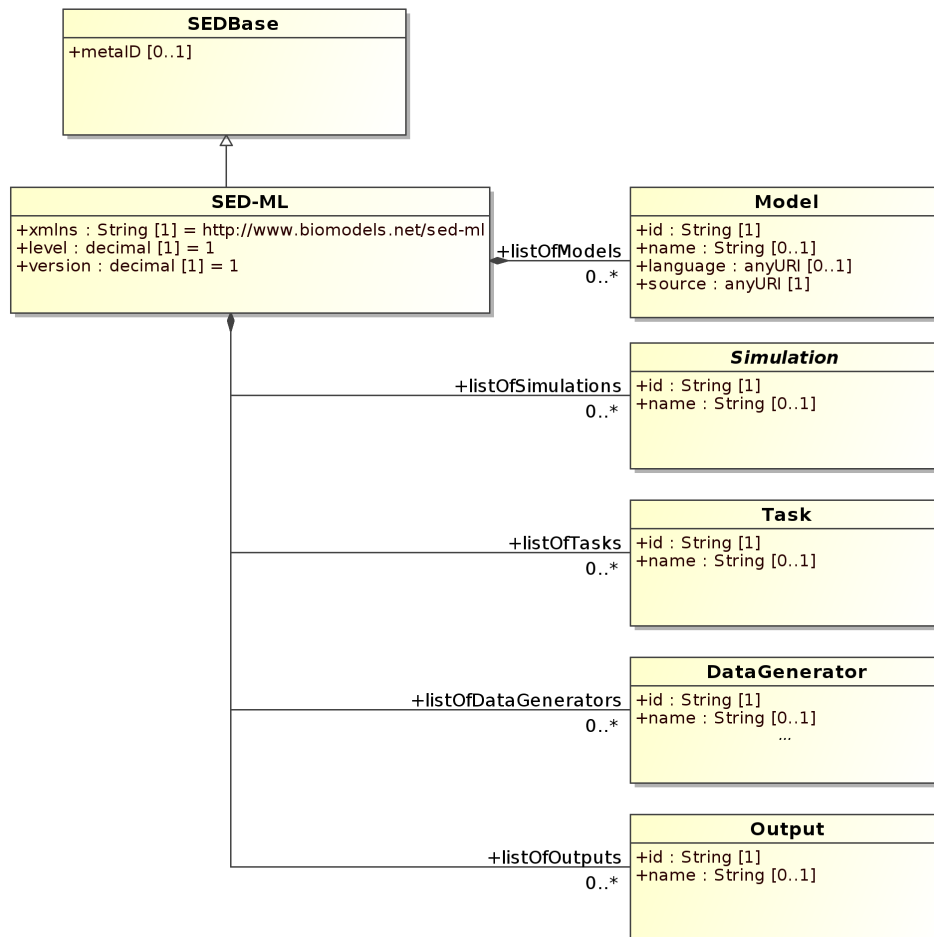 SEDBase
+metaID [0..1]
SED-ML
+xmlns : String [1] = http://www.biomodels.net/sed-ml
+level : decimal [1] = 1
+version : decimal [1] = 1
+listOfModels
0..*
Model
+id : String [1]
+name : String [0..1]
+language : anyURI [0..1]
+source : anyURI [1]
+listOfSimulations
0..*
Simulation
+id : String [1]
+name : String [0..1]
+listOfTasks
0..*
Task
+id : String [1]
+name : String [0..1]
+listOfDataGenerators
0..*
DataGenerator
+id : String [1]
+name : String [0..1]
...
+listOfOutputs
0..*
Output
+id : String [1]
+name : String [0..1]